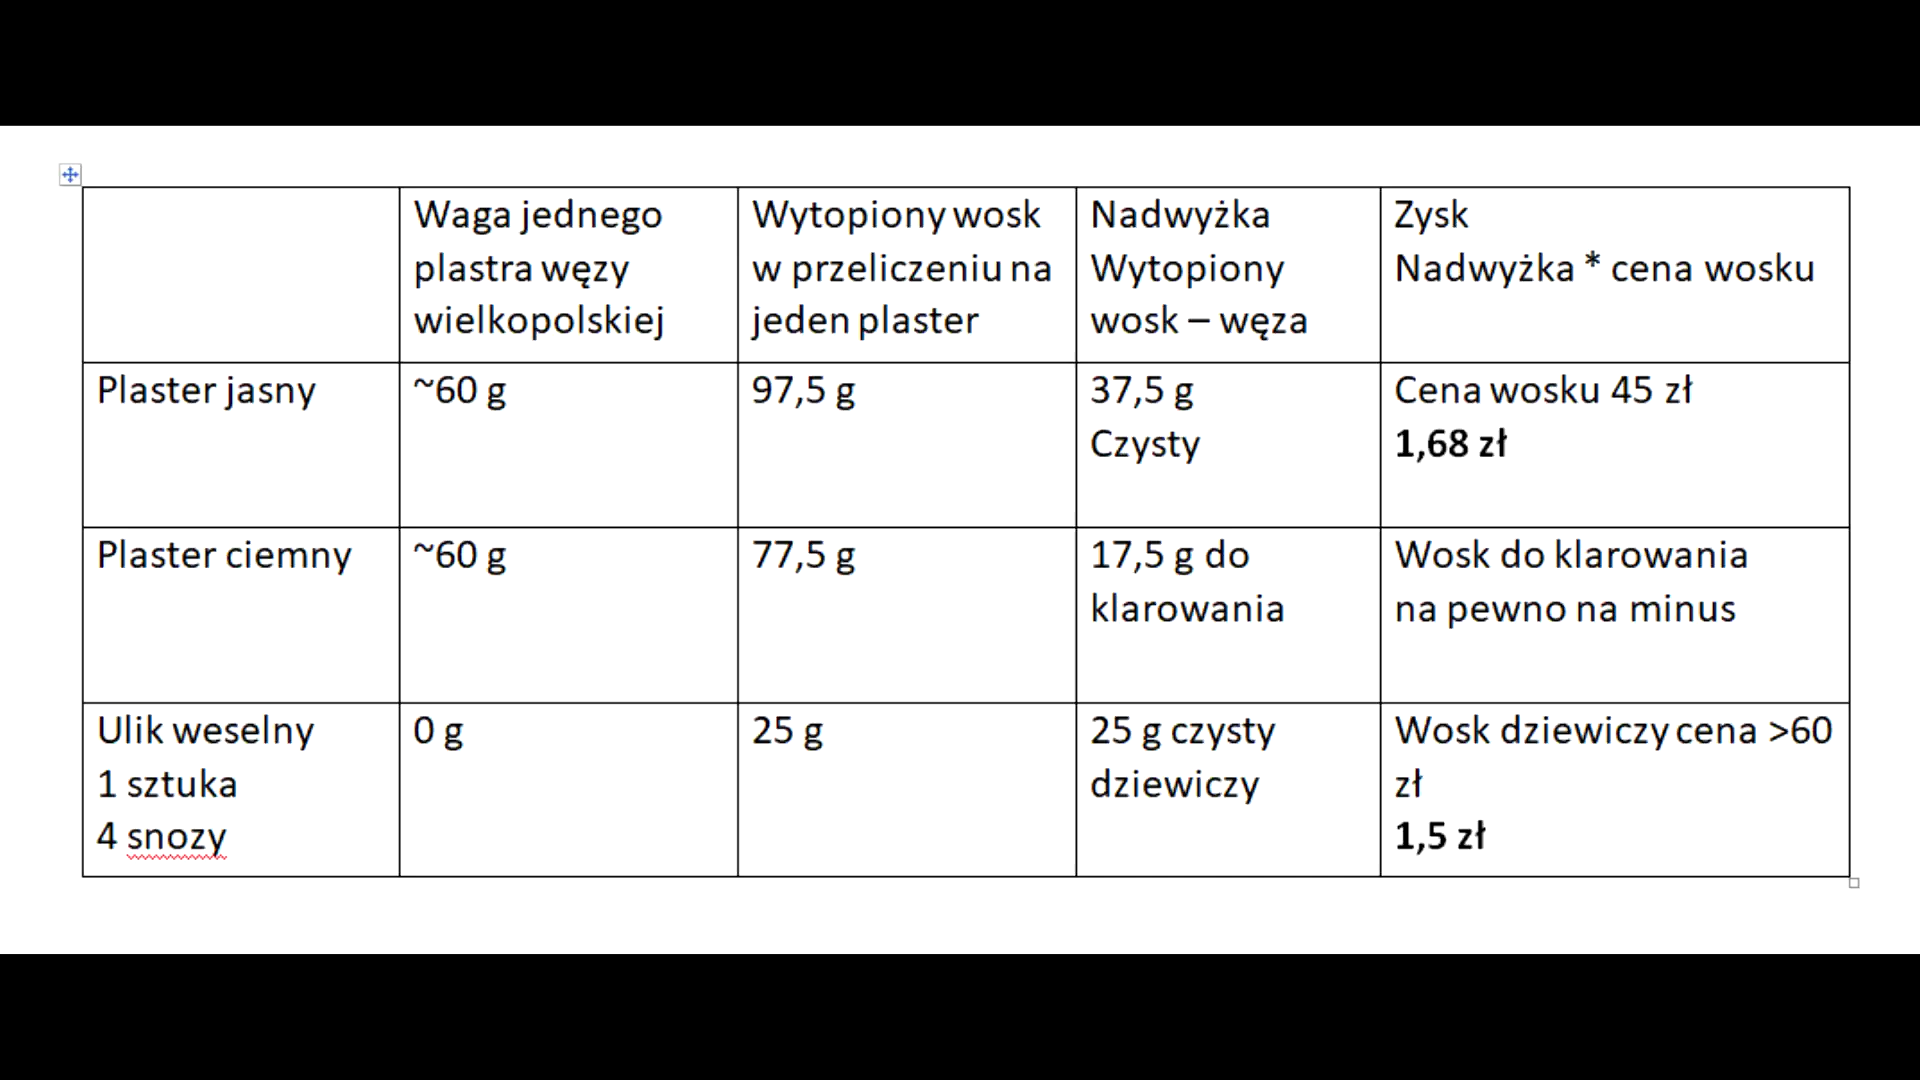 Waga jednego
plastra węzy
wielkopolskiej
Wytopiony wosk
w przeliczeniu na
jeden plaster
Nadwyżka
Wytopiony
wosk – węza
Zysk
Nadwyżka * cena wosku
Plaster jasny
~60 g
97,5 g
37,5 g
Czysty
Cena wosku 45 zł
1,68 zł
Plaster ciemny
~60 g
77,5 g
17,5 g do
klarowania
Wosk do klarowania
na pewno na minus
Ulik weselny
1 sztuka
4 snozy
0 g
25 g
25 g czysty
dziewiczy
Wosk dziewiczy cena >60
zł
1,5 zł